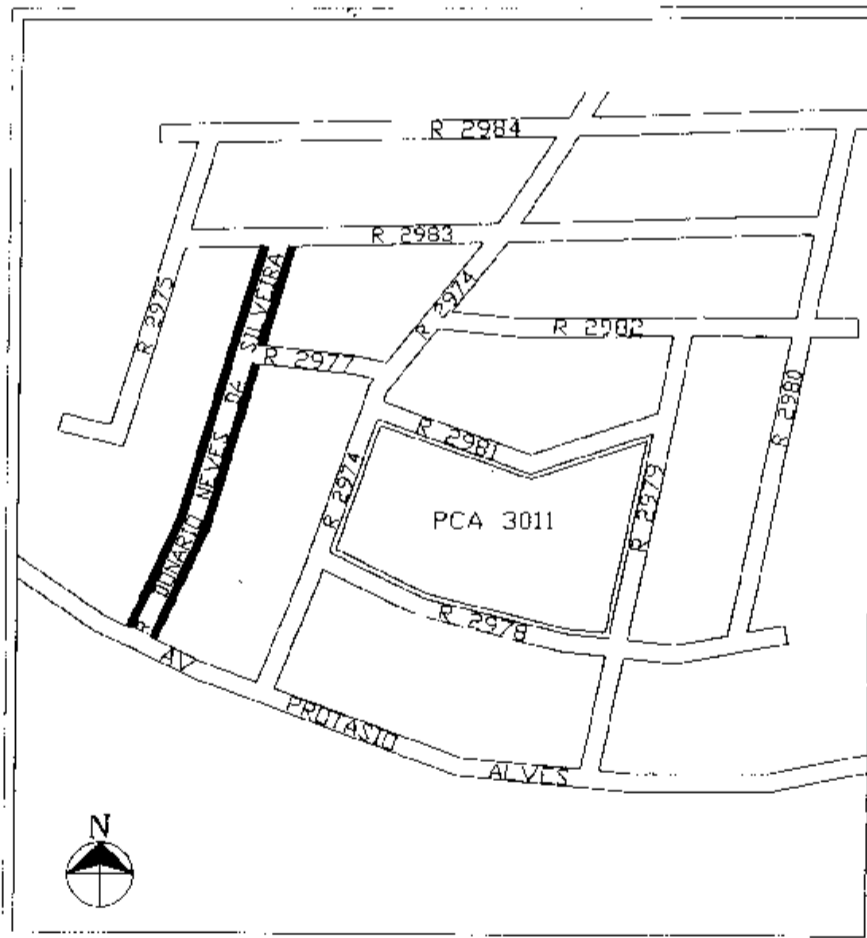 R 2984
R 2983
R 2974
R 2982
R 2975
R DUNARIO NEVES DA SILVEIRA
R 2977
R 2980
R 2981
R 2974
R 2979
PCA 3011
R 2978
AV PROTASIO ALVES
N